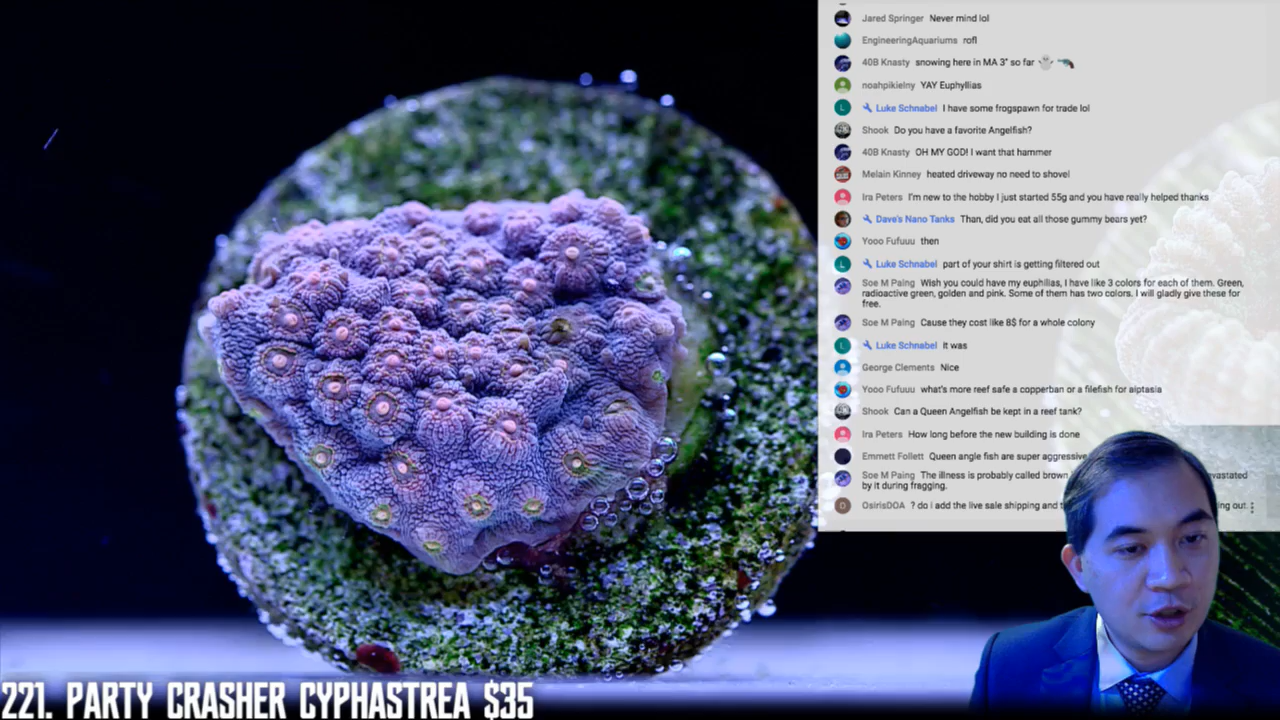 Jared Springer Never mind lol
EngineeringAquariums rofl
40B Knasty snowing here in MA 3" so far
noahpikielny YAY Euphyllias
L Luke Schnabel I have some frogspawn for trade lol
Shook Do you have a favorite Angelfish?
40B Knasty OH MY GOD! I want that hammer
Melain Kinney heated driveway no need to shovel
Ira Peters I'm new to the hobby I just started 55g and you have really helped thanks
Dave's Nano Tanks Than, did you eat all those gummy bears yet?
Yooo Fufuuu then
L Luke Schnabel part of your shirt is getting filtered out
Soe M Paing Wish you could have my euphilias, I have like 3 colors for each of them. Green,
radioactive green, golden and pink. Some of them has two colors. I will gladly give these for
free.
Soe M Paing Cause they cost like 8$ for a whole colony
L Luke Schnabel It was
George Clements Nice
Yooo Fufuuu what's more reef safe a copperban or a filefish for aiptasia
Shook Can a Queen Angelfish be kept in a reef tank?
Ira Peters How long before the new building is done
Emmett Follett Queen angle fish are super aggressive
Soe M Paing The illness is probably called brown evastated
by it during fragging.
OsirisDOA ? do i add the live sale shipping and ing out.
221. PARTY CRASHER CYPHASTREA $35